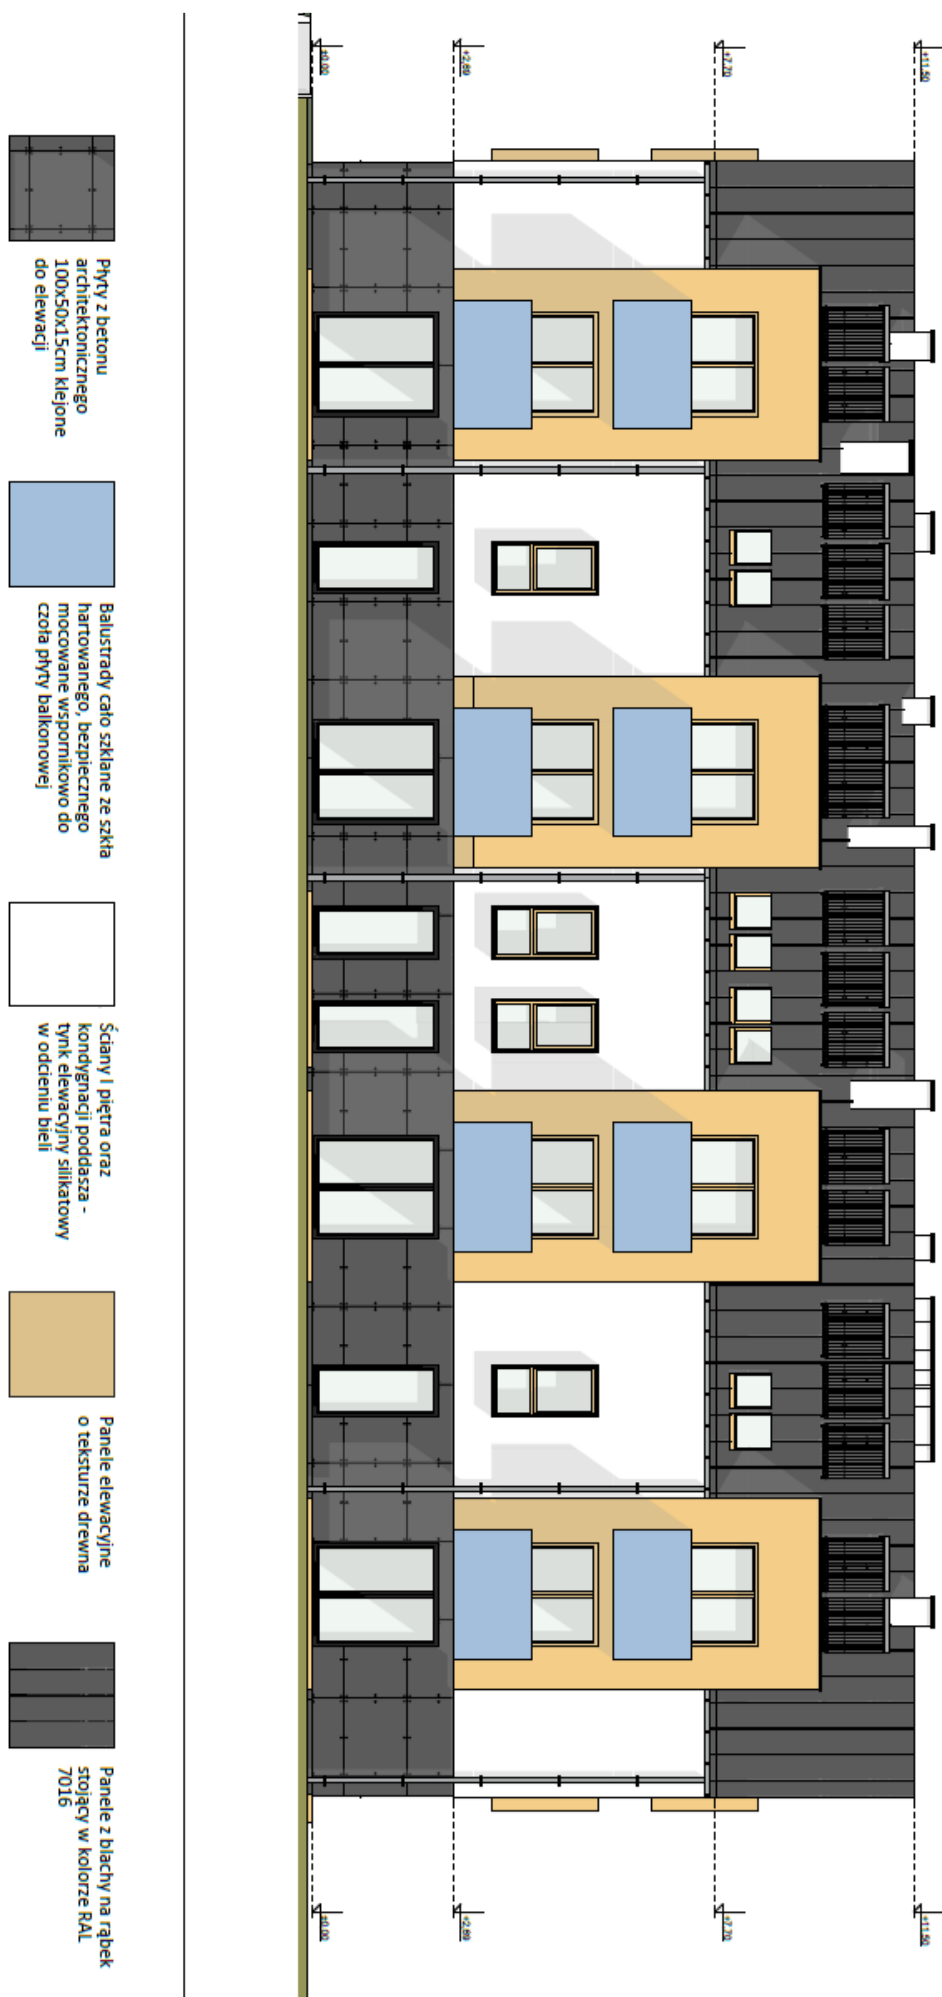 +11.50
+7.70
+2.69
±0.00
+11.50
+7.70
+2.69
±0.00
Płyty z betonu
architektonicznego
100x50x15cm klejone
do elewacji
Balustrady cało szklane ze szkła
hartowanego, bezpiecznego
mocowane wspornikowo do
czoła płyty balkonowej
Ściany I piętra oraz
kondygnacji poddasza -
tynk elewacyjny silikatowy
w odcieniu bieli
Panele elewacyjne
o teksturze drewna
Panele z blachy na rąbek
stojący w kolorze RAL
7016